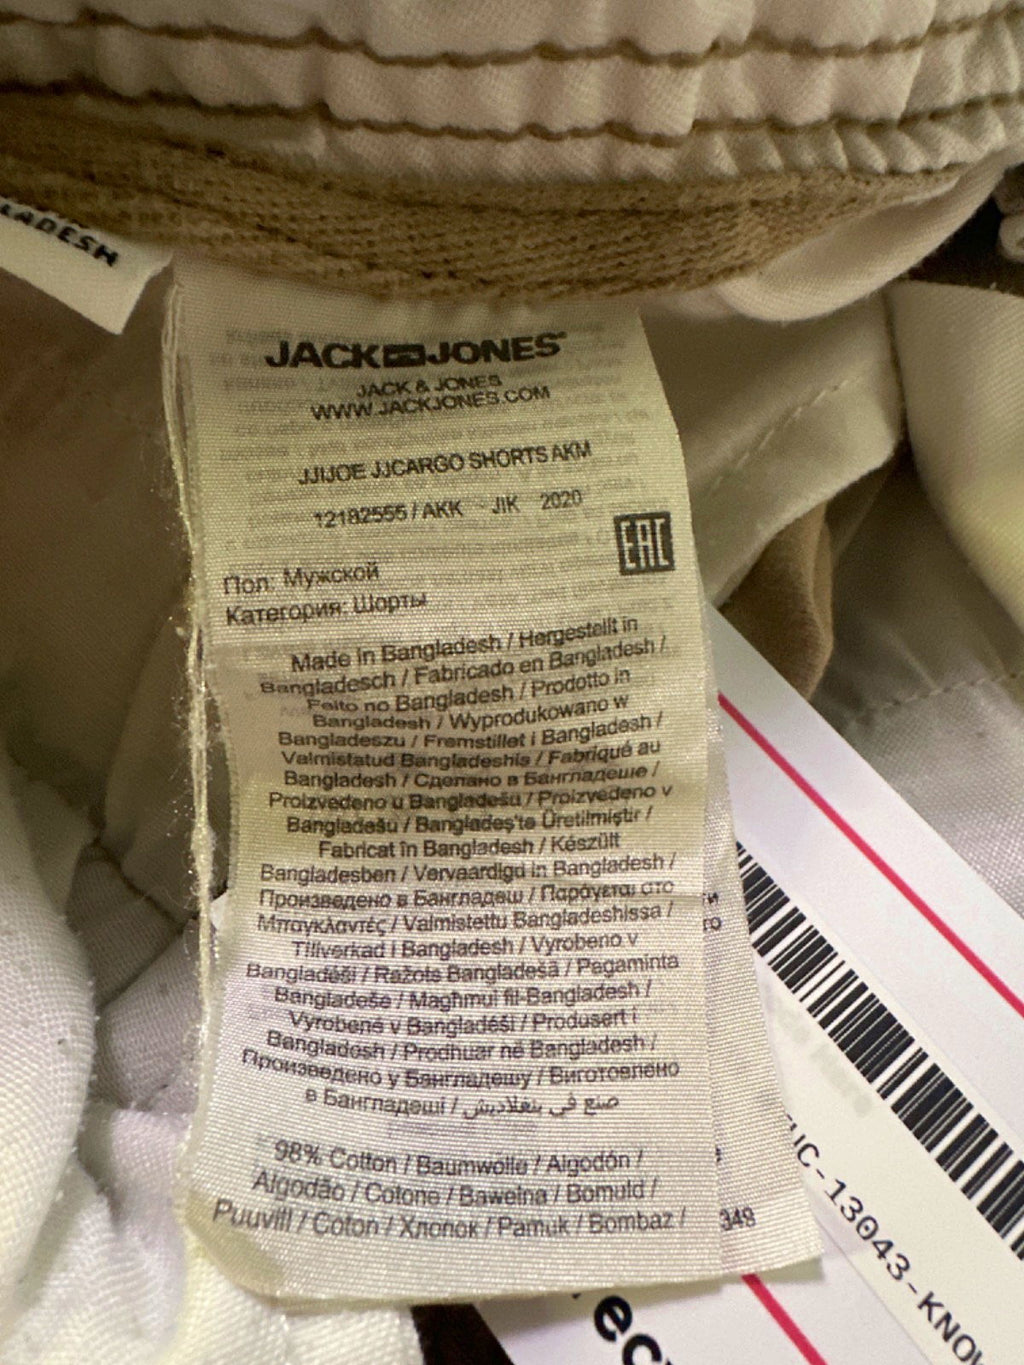 LADESH
JACK JONES
JACK & JONES
WWW.JACKJONES.COM
JJIJOE JJCARGO SHORTS AKM
12182555 / AKK - JIK 2020
EAC
Пол: Мужской
Категория: Шорты
Made in Bangladesh / Hergestellt in
Bangladesch / Fabricado en Bangladesh /
Feito no Bangladesh / Prodotto in
Bangladesh / Wyprodukowano w
Bangladeszu / Fremstillet i Bangladesh /
Valmistatud Bangladeshis / Fabriqué au
Bangladesh / Сделано в Бангладеше /
Proizvedeno u Bangladešu / Proizvedeno v
Bangladešu / Bangladeş'te Üretilmiştir /
Fabricat în Bangladesh / Készült
Bangladesben / Vervaardigd in Bangladesh /
Произведено в Бангладеш / Παράγεται στο
Μπαγκλαντές / Valmistettu Bangladeshissa /
Tillverkad i Bangladesh / Vyrobeno v
Bangladéši / Ražots Bangladešā / Pagaminta
Bangladeše / Maghmul fil-Bangladesh /
Vyrobené v Bangladéši / Produsert i
Bangladesh / Prodhuar në Bangladesh /
Произведено у Бангладешу / Виготовлено
в Бангладеші / صنع في بنغلاديش
98% Cotton / Baumwolle / Algodón /
Algodão / Cotone / Bawełna / Bomuld /
Puuvill / Coton / Хлопок / Pamuk / Bombaz /
349
HC-13043-KNO
ec